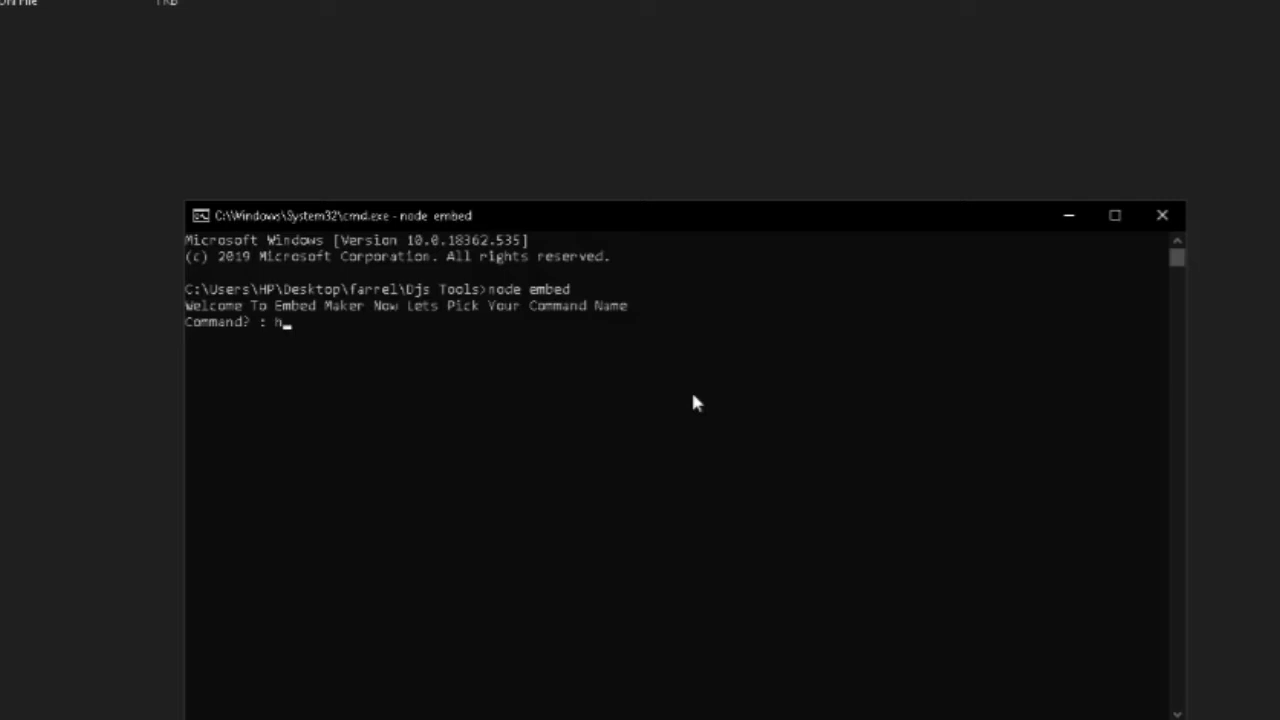 C:\Windows\System32\cmd.exe - node embed
Microsoft Windows [Version 10.0.18362.535]
(c) 2019 Microsoft Corporation. All rights reserved.
C:\Users\HP\Desktop\farrel\Djs Tools>node embed
Welcome To Embed Maker Now Lets Pick Your Command Name
Command? : h